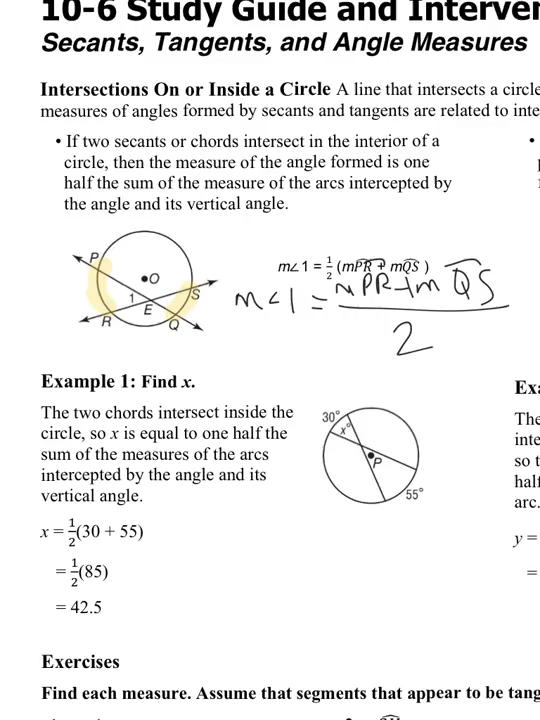 10-6 Study Guide and Interver
Secants, Tangents, and Angle Measures
Intersections On or Inside a Circle A line that intersects a circle
measures of angles formed by secants and tangents are related to inte
• If two secants or chords intersect in the interior of a
circle, then the measure of the angle formed is one
half the sum of the measure of the arcs intercepted by
the angle and its vertical angle.
•
P
O
1
E
S
R
Q
m∠1 = 1/2 (mPR + mQS )
m∠1 = mPR + m QS
2
Example 1: Find x.
Exa
The two chords intersect inside the
circle, so x is equal to one half the
sum of the measures of the arcs
intercepted by the angle and its
vertical angle.
30°
x°
P
55°
The
inte
so t
half
arc.
x = 1/2(30 + 55)
y =
= 1/2(85)
=
= 42.5
Exercises
Find each measure. Assume that segments that appear to be tang